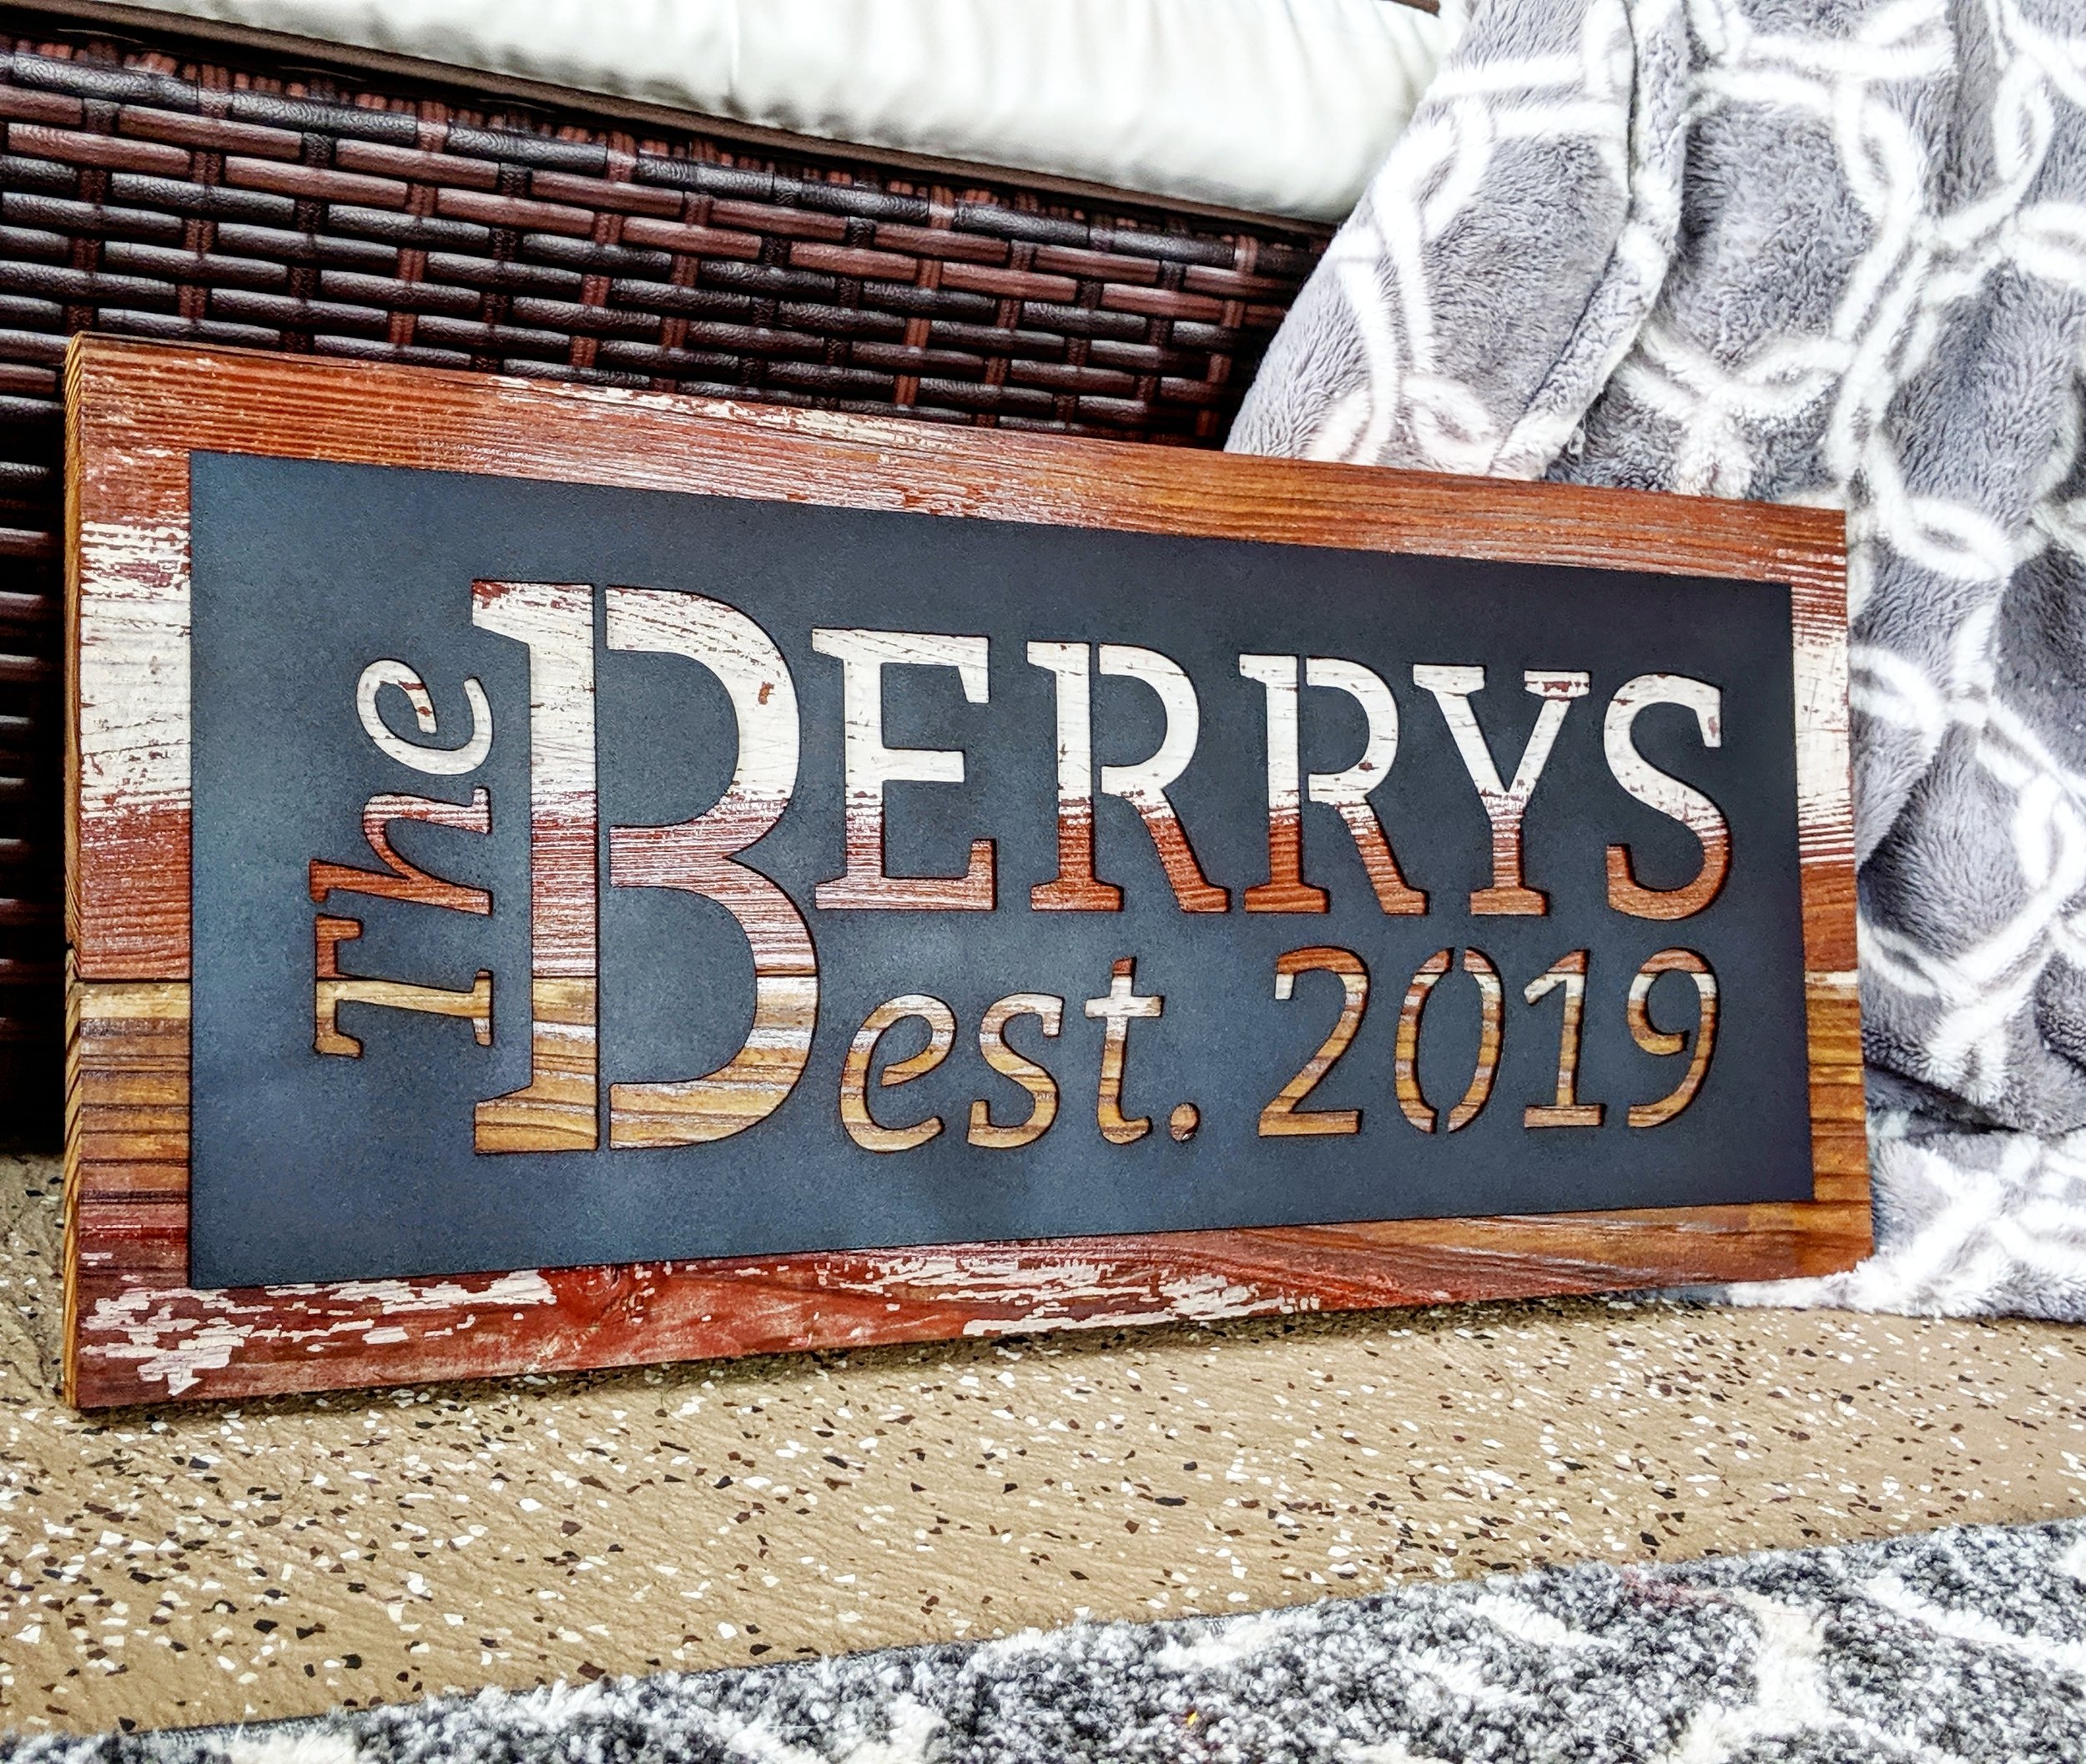 The
BERRYS
est. 2019